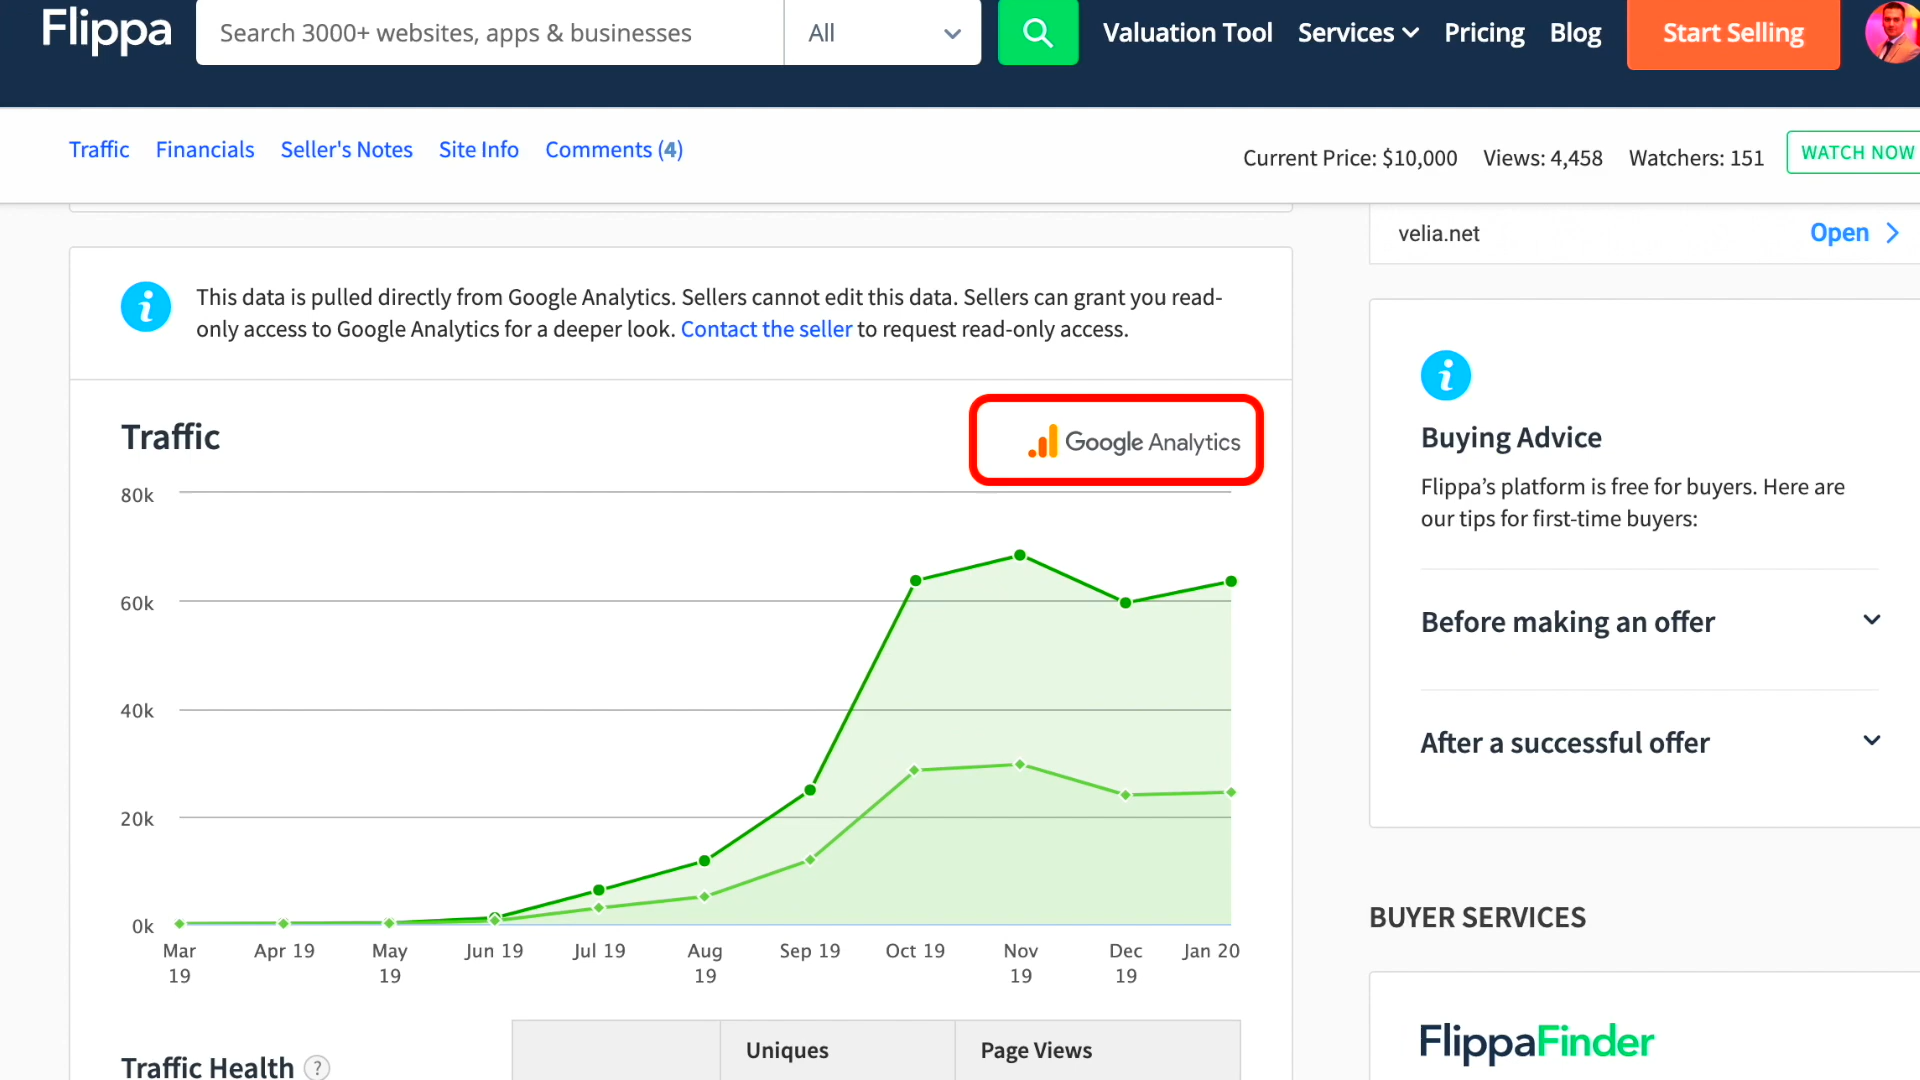 Flippa
Search 3000+ websites, apps & businesses
All
Valuation Tool
Services
Pricing
Blog
Start Selling
Traffic
Financials
Seller's Notes
Site Info
Comments (4)
Current Price: $10,000
Views: 4,458
Watchers: 151
WATCH NOW
velia.net
Open
This data is pulled directly from Google Analytics. Sellers cannot edit this data. Sellers can grant you read-
only access to Google Analytics for a deeper look. Contact the seller to request read-only access.
Traffic
Google Analytics
80k
60k
40k
20k
0k
Mar
19
Apr 19
May
19
Jun 19
Jul 19
Aug
19
Sep 19
Oct 19
Nov
19
Dec
19
Jan 20
Traffic Health ?
Uniques
Page Views
Buying Advice
Flippa’s platform is free for buyers. Here are
our tips for first-time buyers:
Before making an offer
After a successful offer
BUYER SERVICES
FlippaFinder